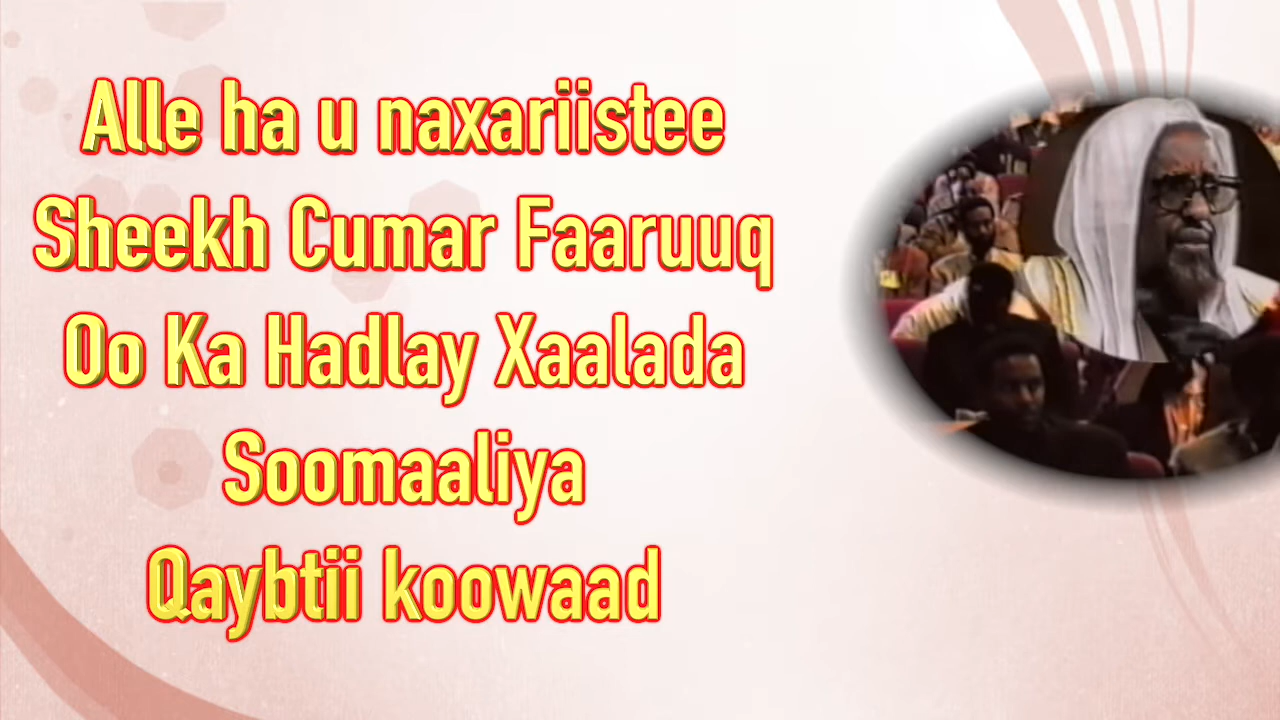 Alle ha u naxariistee
Sheekh Cumar Faaruuq
Oo Ka Hadlay Xaalada
Soomaaliya
Qaybtii koowaad